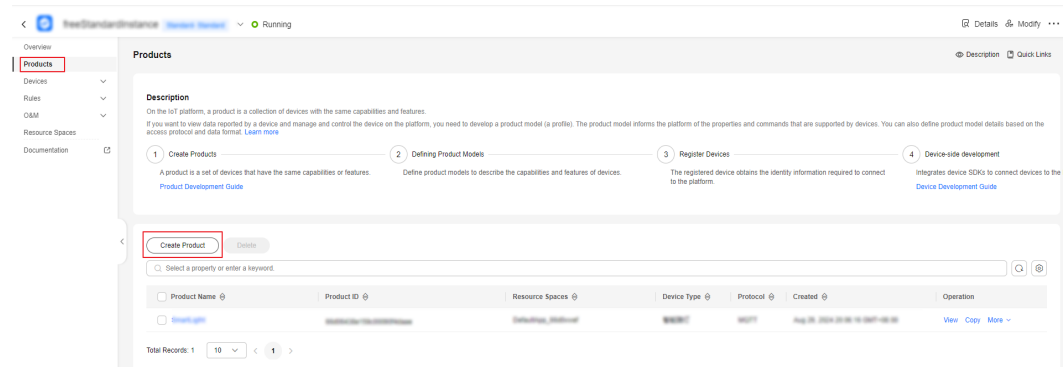 freeStandardInstance Standard Standard Running Details Modify
Overview
Products
Devices
Rules
O&M
Resource Spaces
Documentation
Products Description Quick Links
Description
On the IoT platform, a product is a collection of devices with the same capabilities and features.
If you want to view data reported by a device and manage and control the device on the platform, you need to develop a product model (a profile). The product model informs the platform of the properties and commands that are supported by devices. You can also define product model details based on the
access protocol and data format. Learn more
1 Create Products 2 Defining Product Models 3 Register Devices 4 Device-side development
A product is a set of devices that have the same capabilities or features.
Product Development Guide
Define product models to describe the capabilities and features of devices.
The registered device obtains the identity information required to connect
to the platform.
Integrates device SDKs to connect devices to the
Device Development Guide
Create Product Delete
Select a property or enter a keyword.
Product Name Product ID Resource Spaces Device Type Protocol Created Operation
MQTT View Copy More
Total Records: 1 10 1